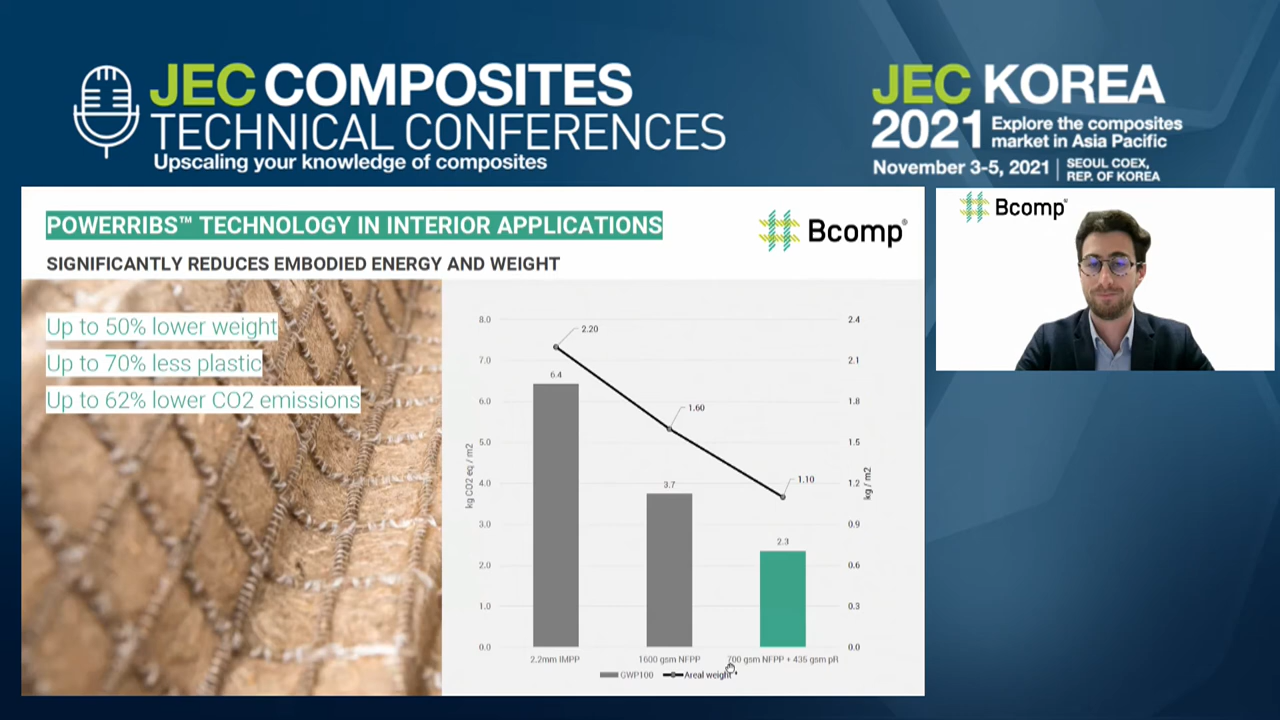 JEC COMPOSITES
TECHNICAL CONFERENCES
Upscaling your knowledge of composites
JEC KOREA
2021 Explore the composites
market in Asia Pacific
November 3-5, 2021 | SEOUL COEX,
REP. OF KOREA
POWERRIBS™ TECHNOLOGY IN INTERIOR APPLICATIONS
SIGNIFICANTLY REDUCES EMBODIED ENERGY AND WEIGHT
Bcomp®
Bcomp
Up to 50% lower weight
Up to 70% less plastic
Up to 62% lower CO2 emissions
8.0
7.0
6.0
5.0
4.0
3.0
2.0
1.0
0.0
kg CO2 eq / m2
2.20
6.4
1.60
3.7
1.10
2.3
2.4
2.1
1.8
1.5
1.2
0.9
0.6
0.3
0.0
kg / m2
2.2mm IMPP
1600 gsm NFPP
700 gsm NFPP + 435 gsm pR
GWP100
Areal weight